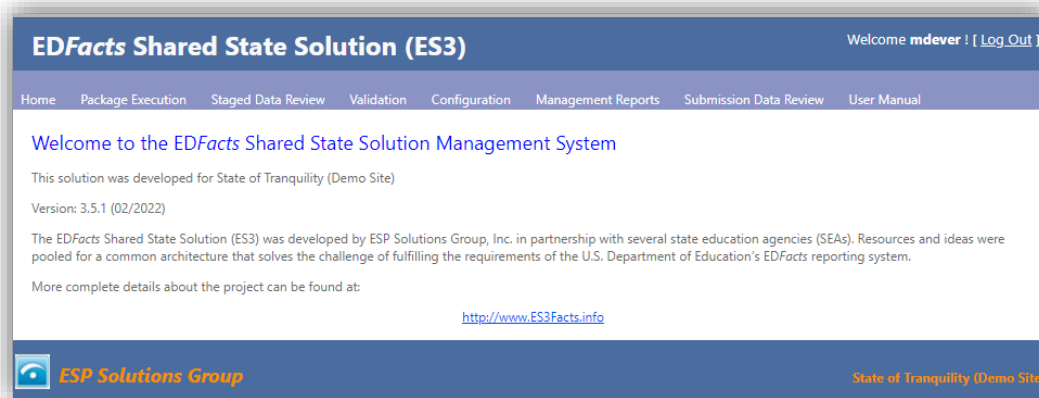 EDFacts Shared State Solution (ES3)
Welcome mdever ! [ Log Out ]
Home Package Execution Staged Data Review Validation Configuration Management Reports Submission Data Review User Manual
Welcome to the EDFacts Shared State Solution Management System
This solution was developed for State of Tranquility (Demo Site)
Version: 3.5.1 (02/2022)
The EDFacts Shared State Solution (ES3) was developed by ESP Solutions Group, Inc. in partnership with several state education agencies (SEAs). Resources and ideas were
pooled for a common architecture that solves the challenge of fulfilling the requirements of the U.S. Department of Education's EDFacts reporting system.
More complete details about the project can be found at:
http://www.ES3Facts.info
ESP Solutions Group
State of Tranquility (Demo Site